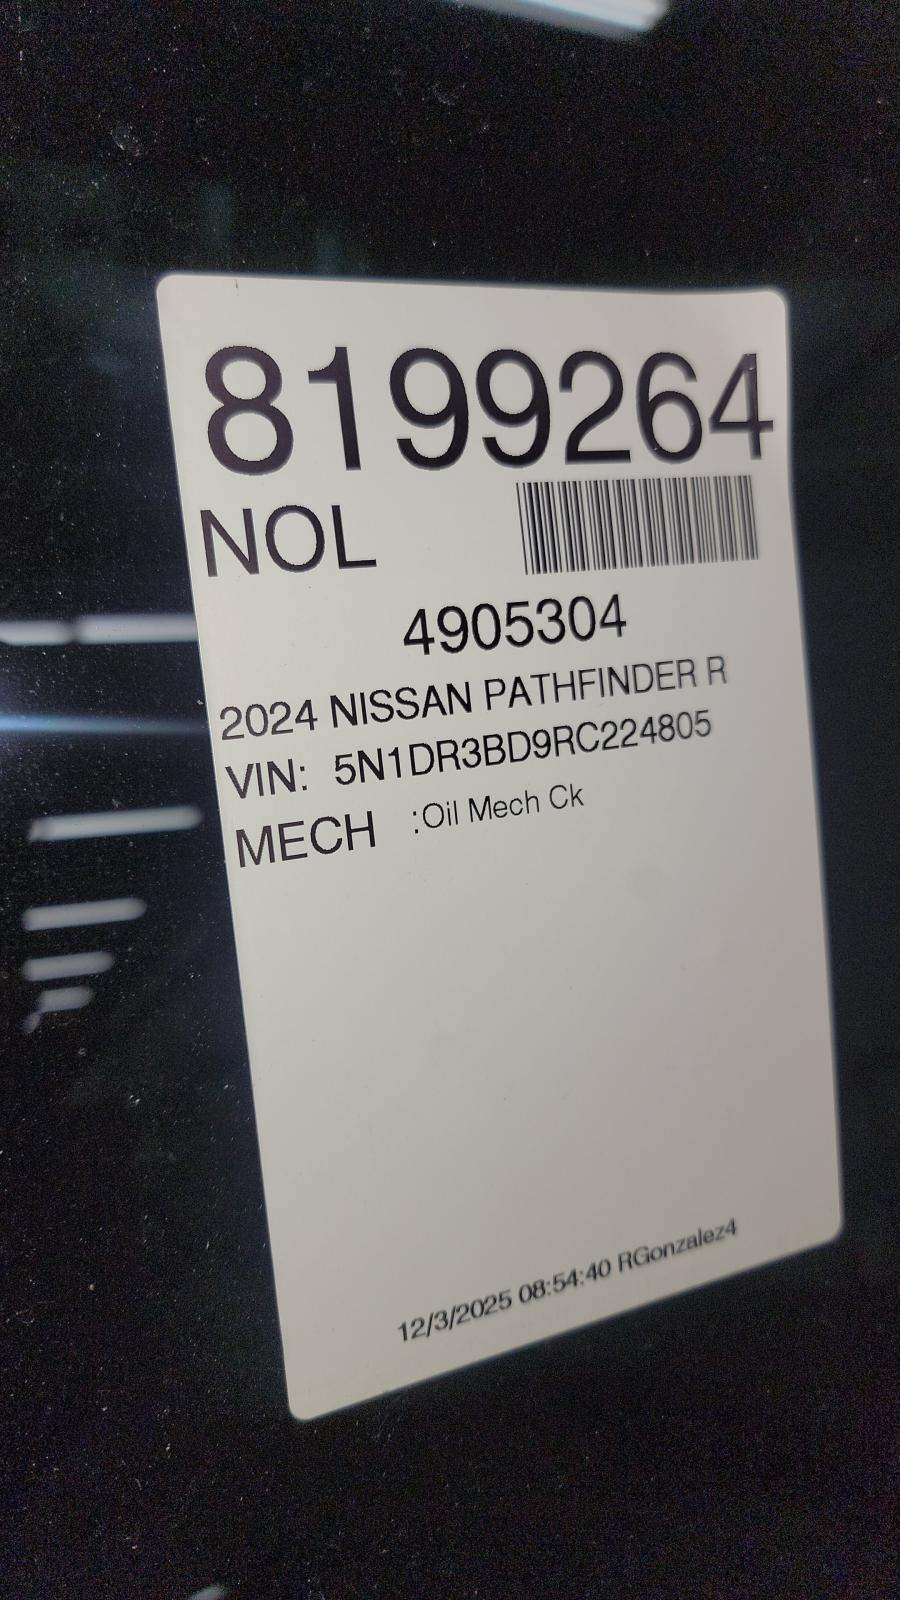 8199264
NOL
4905304
2024 NISSAN PATHFINDER R
VIN: 5N1DR3BD9RC224805
MECH :Oil Mech Ck
12/3/2025 08:54:40 RGonzalez4